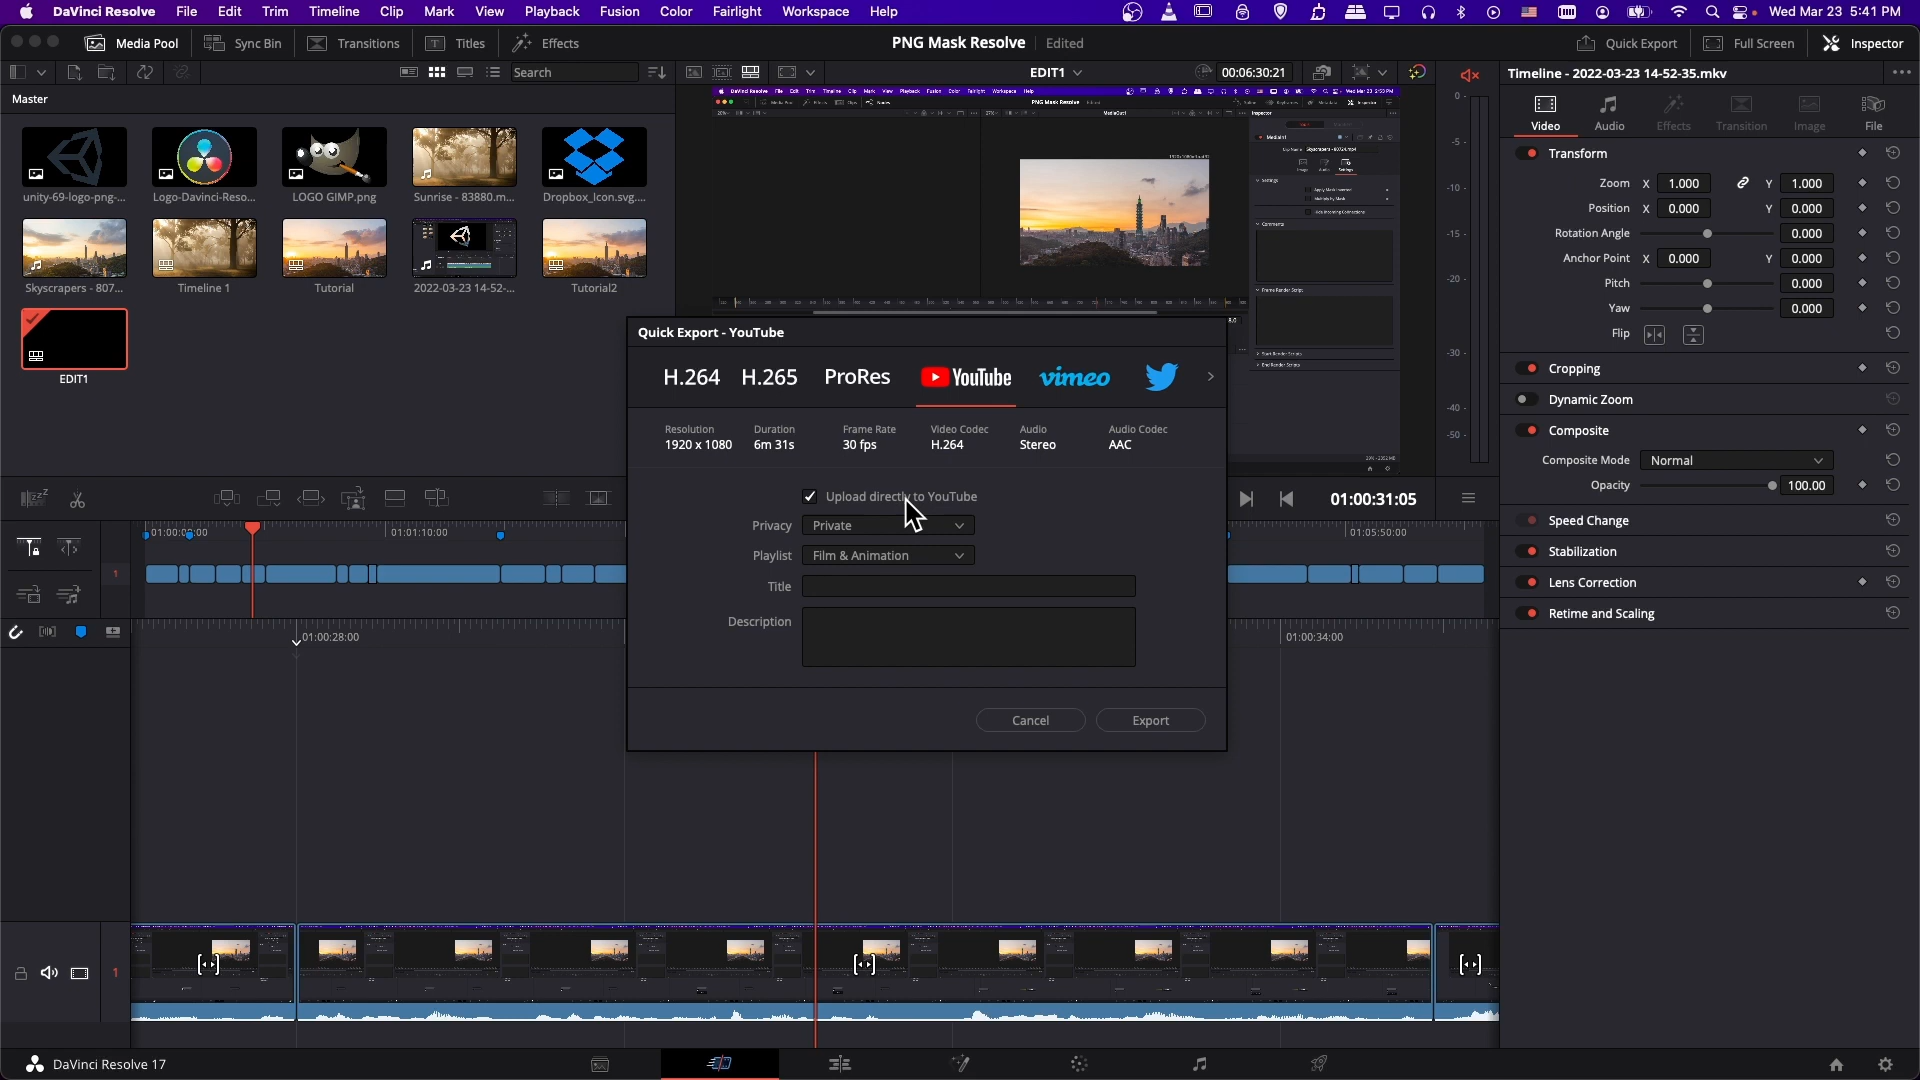 DaVinci Resolve File Edit Trim Timeline Clip Mark View Playback Fusion Color Fairlight Workspace Help Wed Mar 23 5:41 PM
Media Pool Sync Bin Transitions Titles Effects PNG Mask Resolve Edited Quick Export Full Screen Inspector
Search EDIT1 00:06:30:21 Timeline - 2022-03-23 14-52-35.mkv
Master
unity-69-logo-png-... Logo-Davinci-Reso... LOGO GIMP.png Sunrise - 83880.m... Dropbox_Icon.svg....
Skyscrapers - 807... Timeline 1 Tutorial 2022-03-23 14-52-... Tutorial2
EDIT1
0
-5
-10
-15
-20
-30
-40
-50
Video Audio Effects Transition Image File
Transform
Zoom X 1.000 Y 1.000
Position X 0.000 Y 0.000
Rotation Angle 0.000
Anchor Point X 0.000 Y 0.000
Pitch 0.000
Yaw 0.000
Flip
Cropping
Dynamic Zoom
Composite
Composite Mode Normal
Opacity 100.00
Speed Change
Stabilization
Lens Correction
Retime and Scaling
Quick Export - YouTube
H.264 H.265 ProRes YouTube vimeo
Resolution Duration Frame Rate Video Codec Audio Audio Codec
1920 x 1080 6m 31s 30 fps H.264 Stereo AAC
Upload directly to YouTube
Privacy Private
Playlist Film & Animation
Title
Description
Cancel Export
01:00:31:05
01:01:10:00 01:05:50:00
1
01:00:28:00 01:00:34:00
1
DaVinci Resolve 17